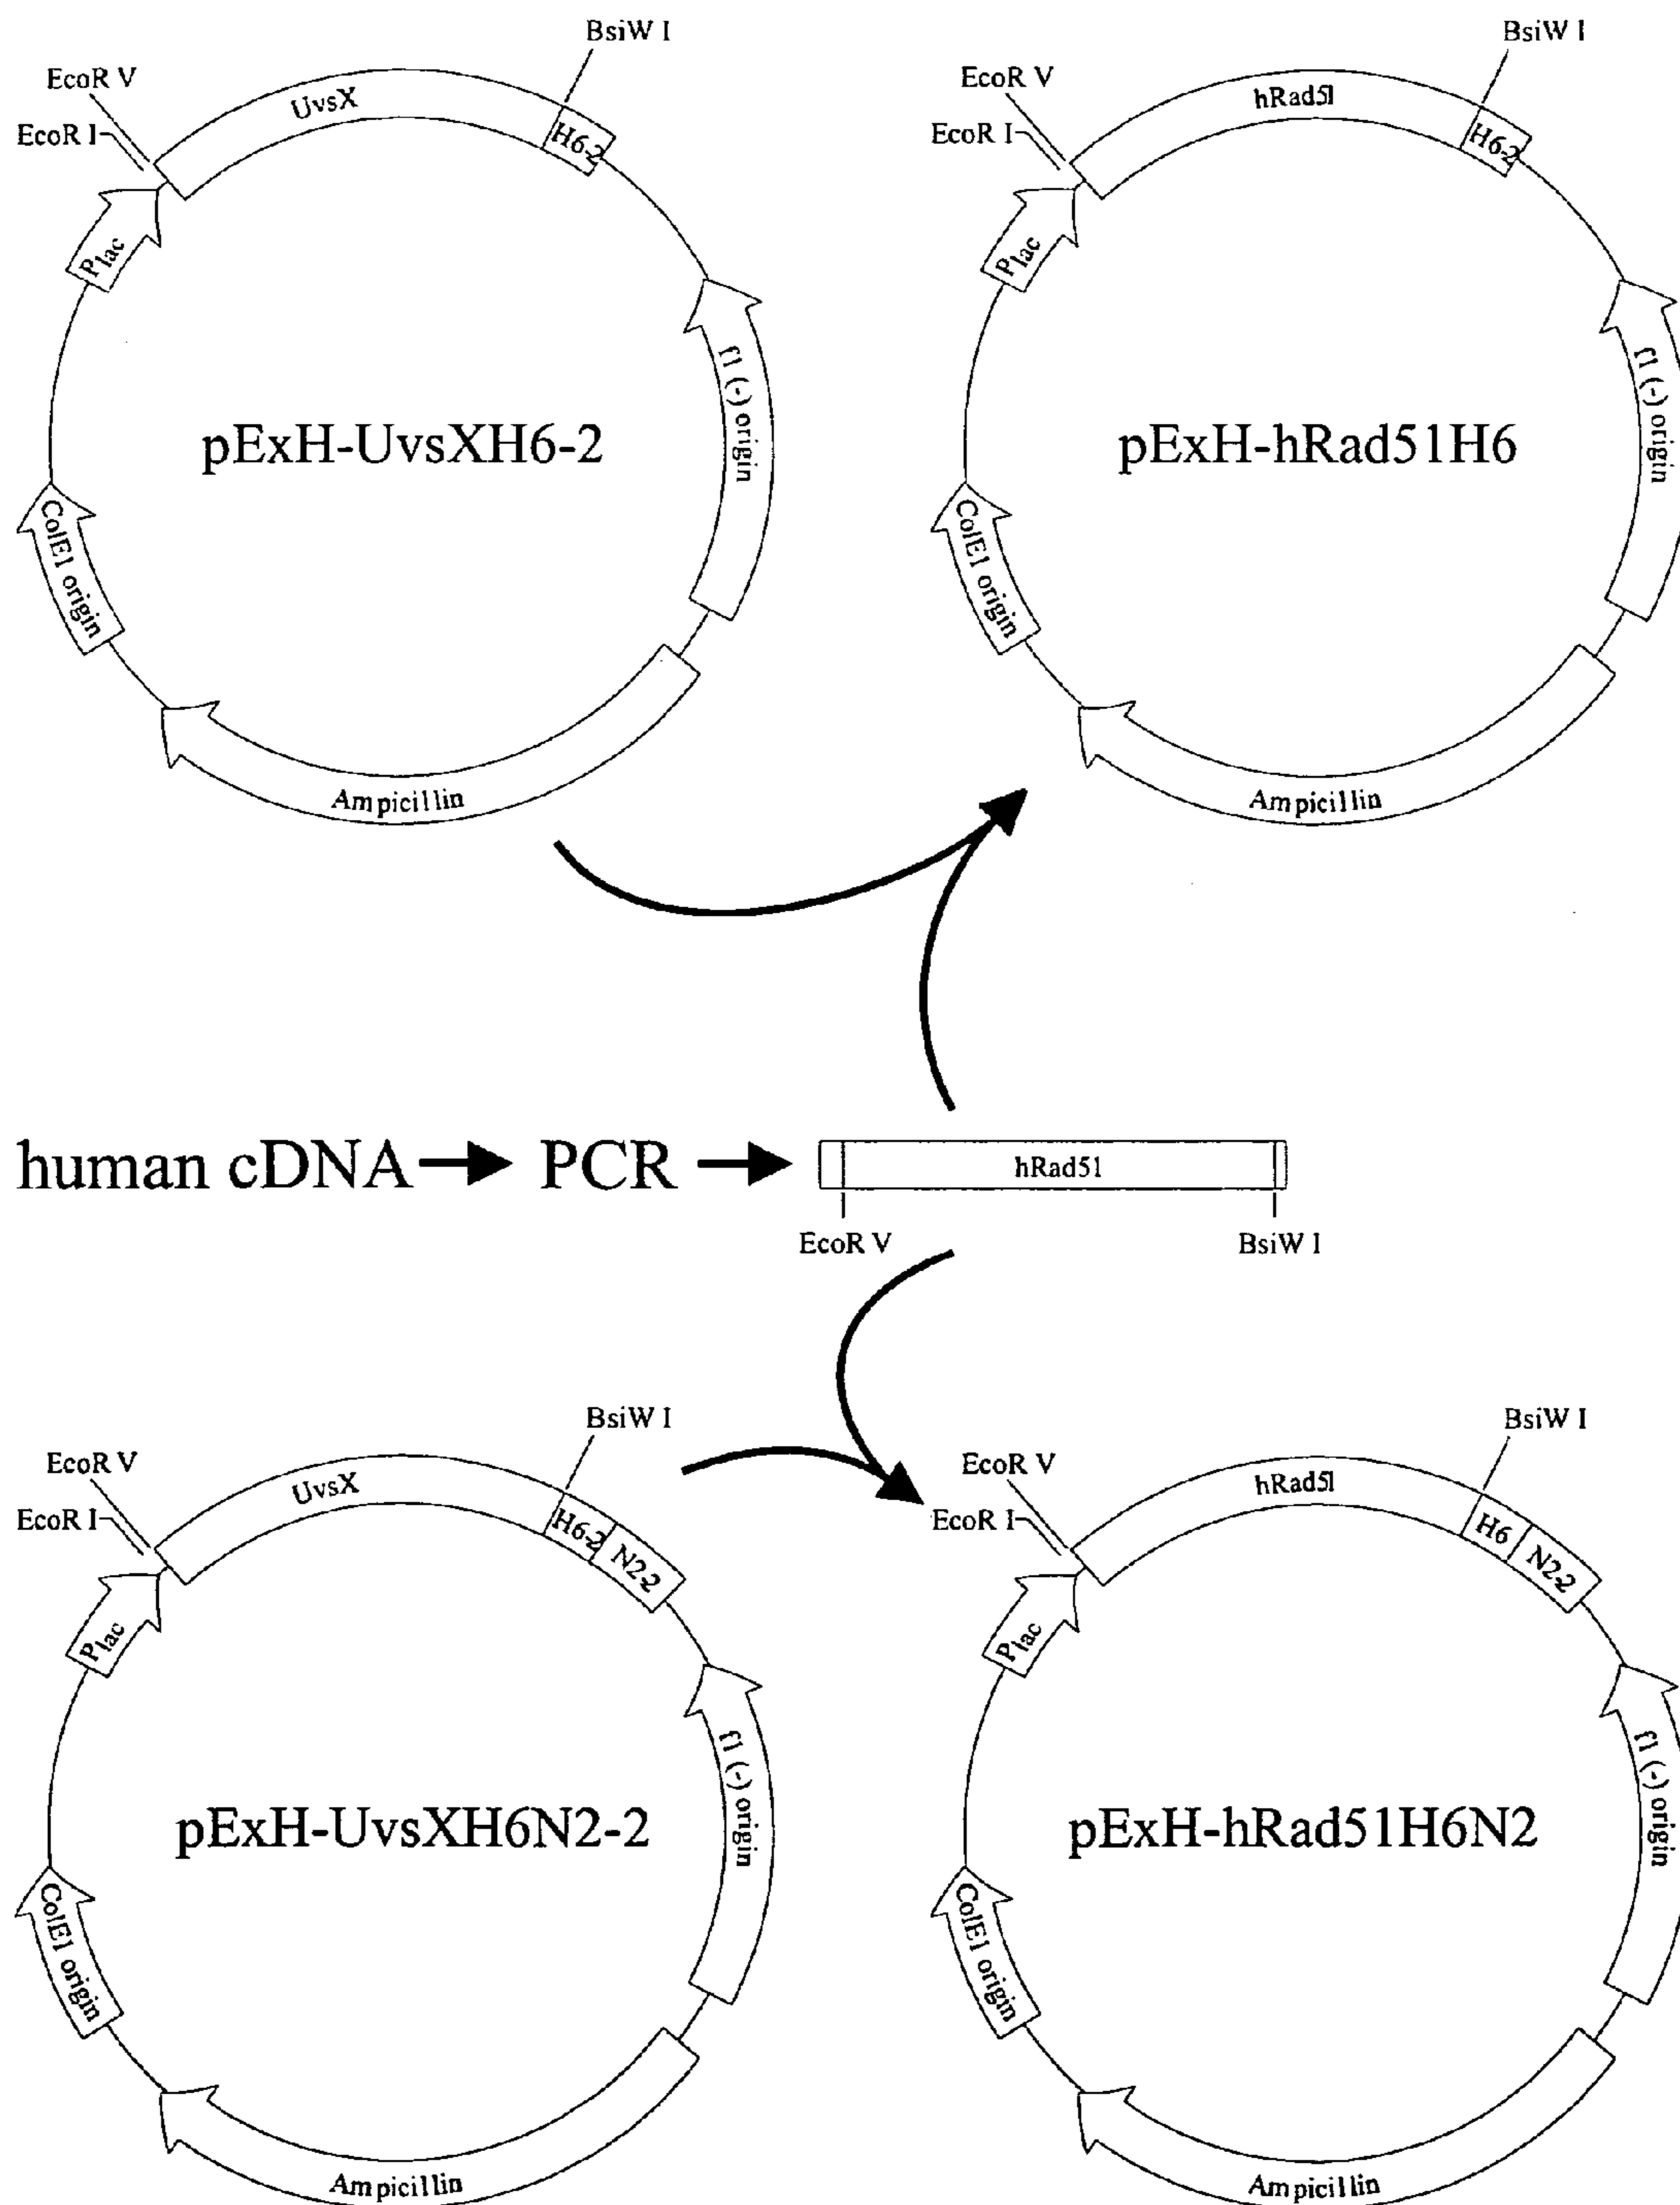 BsiW I
EcoR V
EcoR I
UvsX
H6-2
Plac
f1 (-) origin
pExH-UvsXH6-2
ColE1 origin
Ampicillin
BsiW I
EcoR V
EcoR I
hRad51
H6-2
Plac
f1 (-) origin
pExH-hRad51H6
ColE1 origin
Ampicillin
human cDNA PCR hRad51
EcoR V BsiW I
BsiW I
EcoR V
EcoR I
UvsX
H6-2
N2-2
Plac
f1 (-) origin
pExH-UvsXH6N2-2
ColE1 origin
Ampicillin
BsiW I
EcoR V
EcoR I
hRad51
H6
N2-2
Plac
f1 (-) origin
pExH-hRad51H6N2
ColE1 origin
Ampicillin